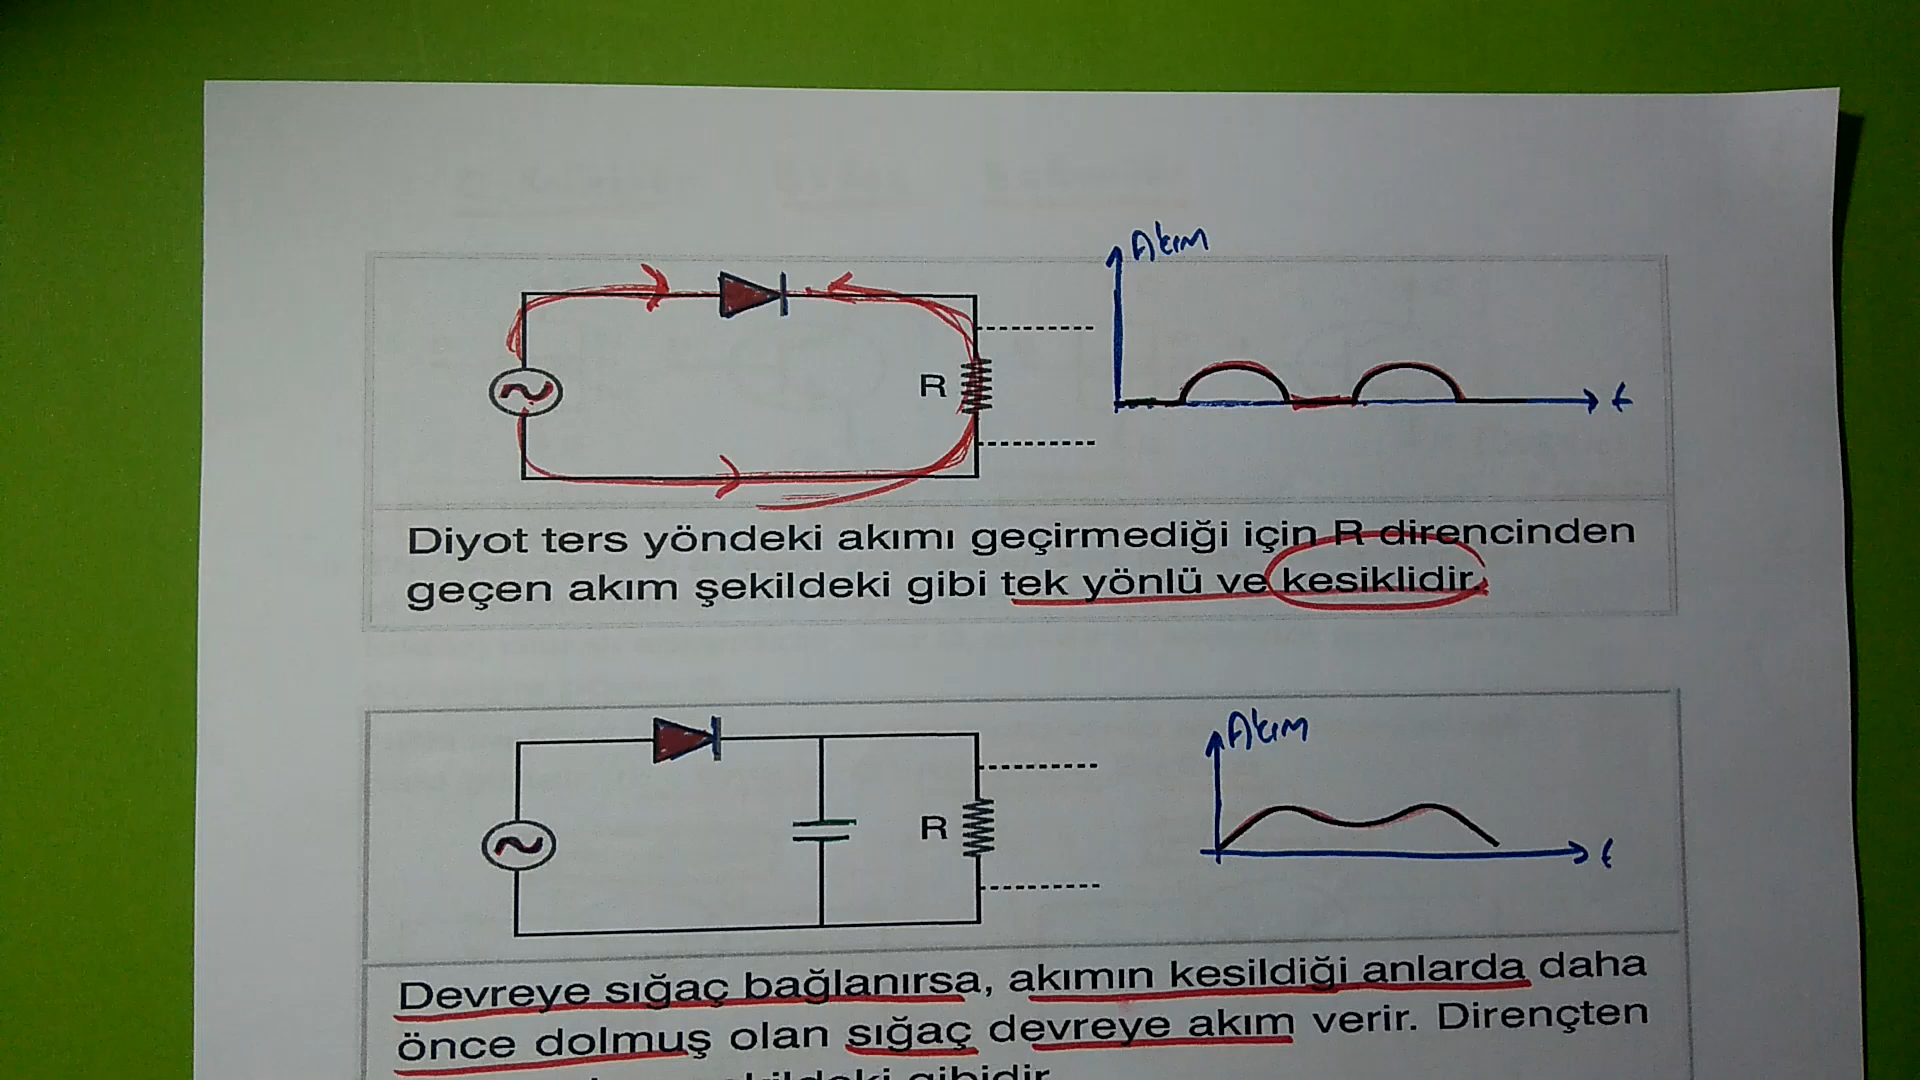 Akım
R
t
Diyot ters yöndeki akımı geçirmediği için R direncinden
geçen akım şekildeki gibi tek yönlü ve kesiklidir.
Akım
R
t
Devreye sığaç bağlanırsa, akımın kesildiği anlarda daha
önce dolmuş olan sığaç devreye akım verir. Dirençten
gibidir